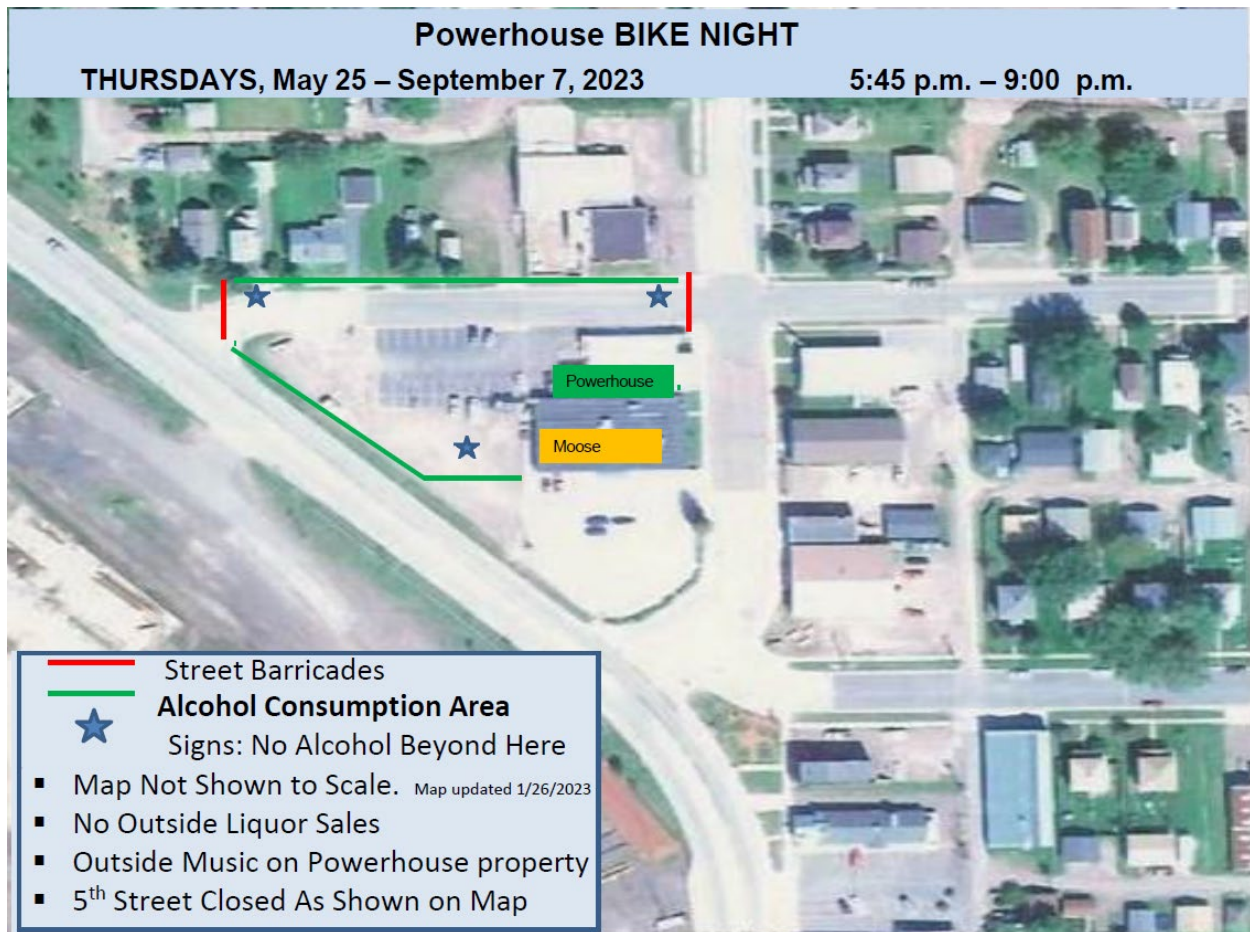 Powerhouse BIKE NIGHT
THURSDAYS, May 25 – September 7, 2023 5:45 p.m. – 9:00 p.m.
Powerhouse
Moose
Street Barricades
Alcohol Consumption Area
Signs: No Alcohol Beyond Here
▪ Map Not Shown to Scale. Map updated 1/26/2023
▪ No Outside Liquor Sales
▪ Outside Music on Powerhouse property
▪ 5th Street Closed As Shown on Map